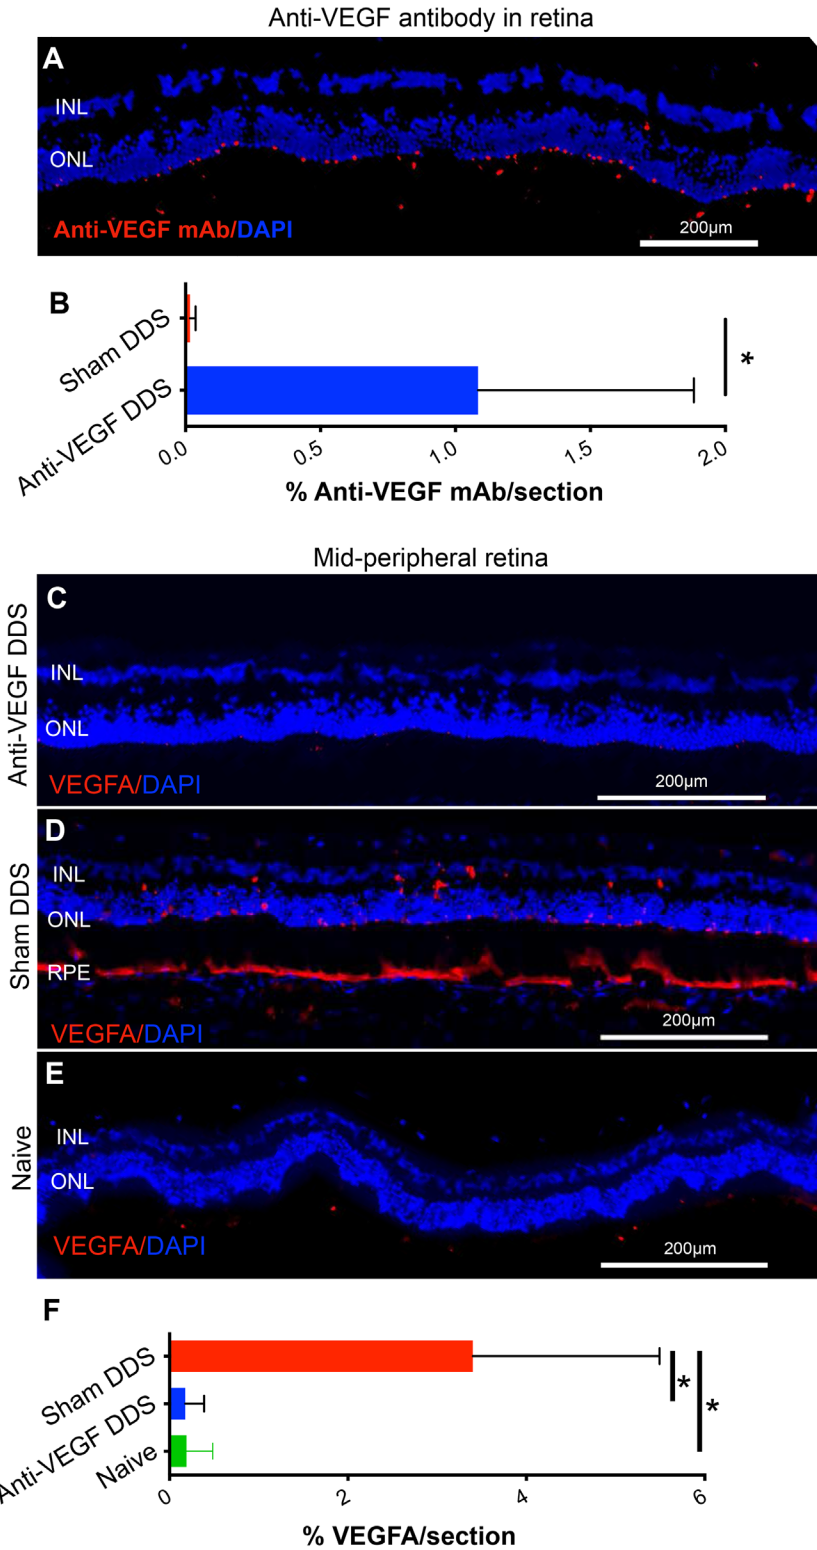 Anti-VEGF antibody in retina
A
INL
ONL
Anti-VEGF mAb/DAPI
200µm
B
Sham DDS
*
Anti-VEGF DDS
0.0 0.5 1.0 1.5 2.0
% Anti-VEGF mAb/section
Mid-peripheral retina
Anti-VEGF DDS
C
INL
ONL
VEGFA/DAPI
200µm
Sham DDS
D
INL
ONL
RPE
VEGFA/DAPI
200µm
Naive
E
INL
ONL
VEGFA/DAPI
200µm
F
Sham DDS
*
Anti-VEGF DDS
*
Naive
0 2 4 6
% VEGFA/section